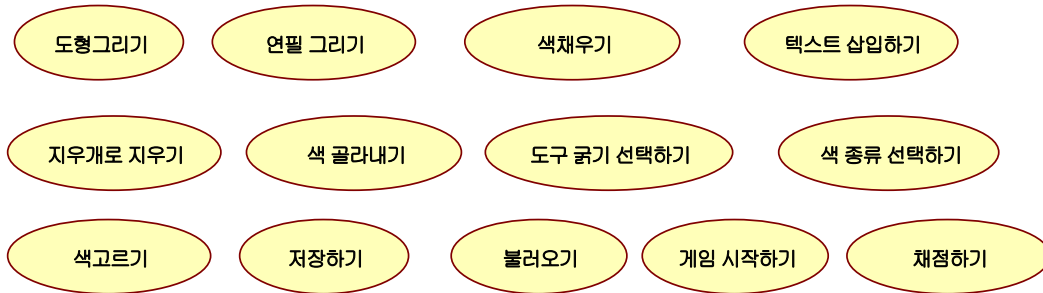 도형그리기 연필 그리기 색채우기 텍스트 삽입하기
지우개로 지우기 색 골라내기 도구 굵기 선택하기 색 종류 선택하기
색고르기 저장하기 불러오기 게임 시작하기 채점하기